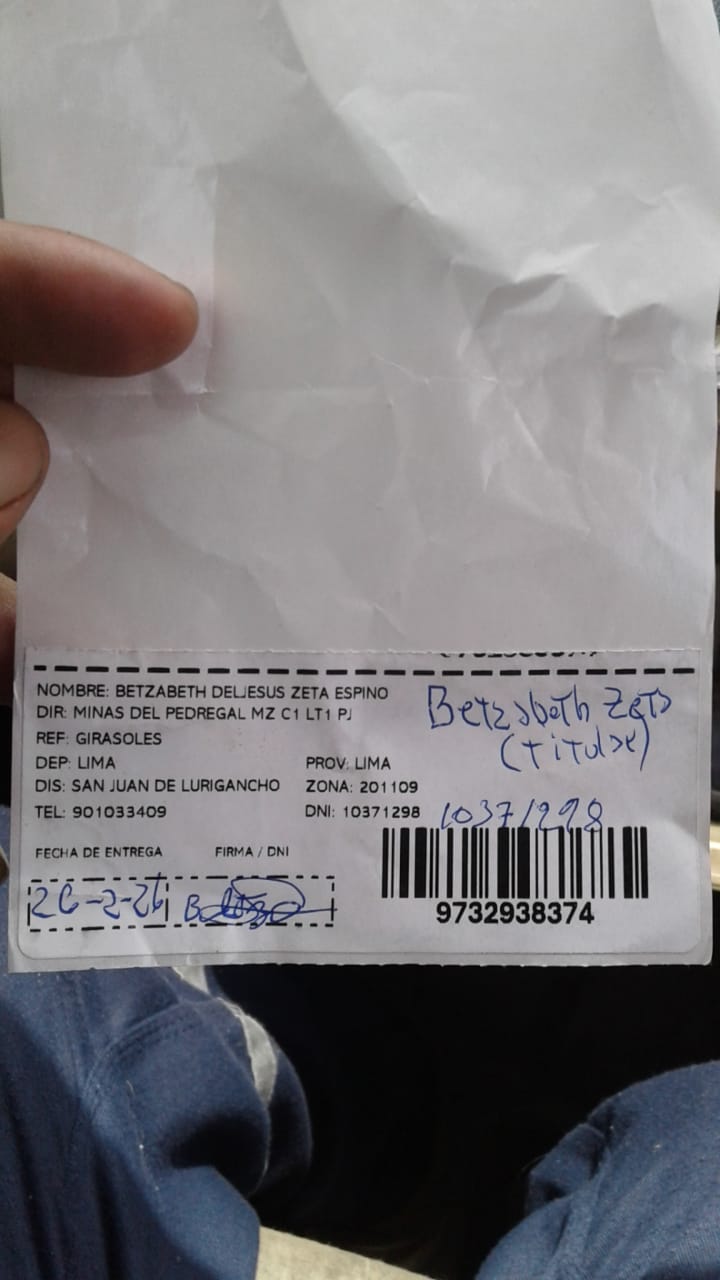 NOMBRE: BETZABETH DELJESUS ZETA ESPINO
DIR: MINAS DEL PEDREGAL MZ C1 LT1 PJ
REF: GIRASOLES
DEP: LIMA PROV: LIMA
DIS: SAN JUAN DE LURIGANCHO ZONA: 201109
TEL: 901033409 DNI: 10371298
Betzabeth Zeta
(titular)
10371298
FECHA DE ENTREGA FIRMA / DNI
26-2-26
9732938374